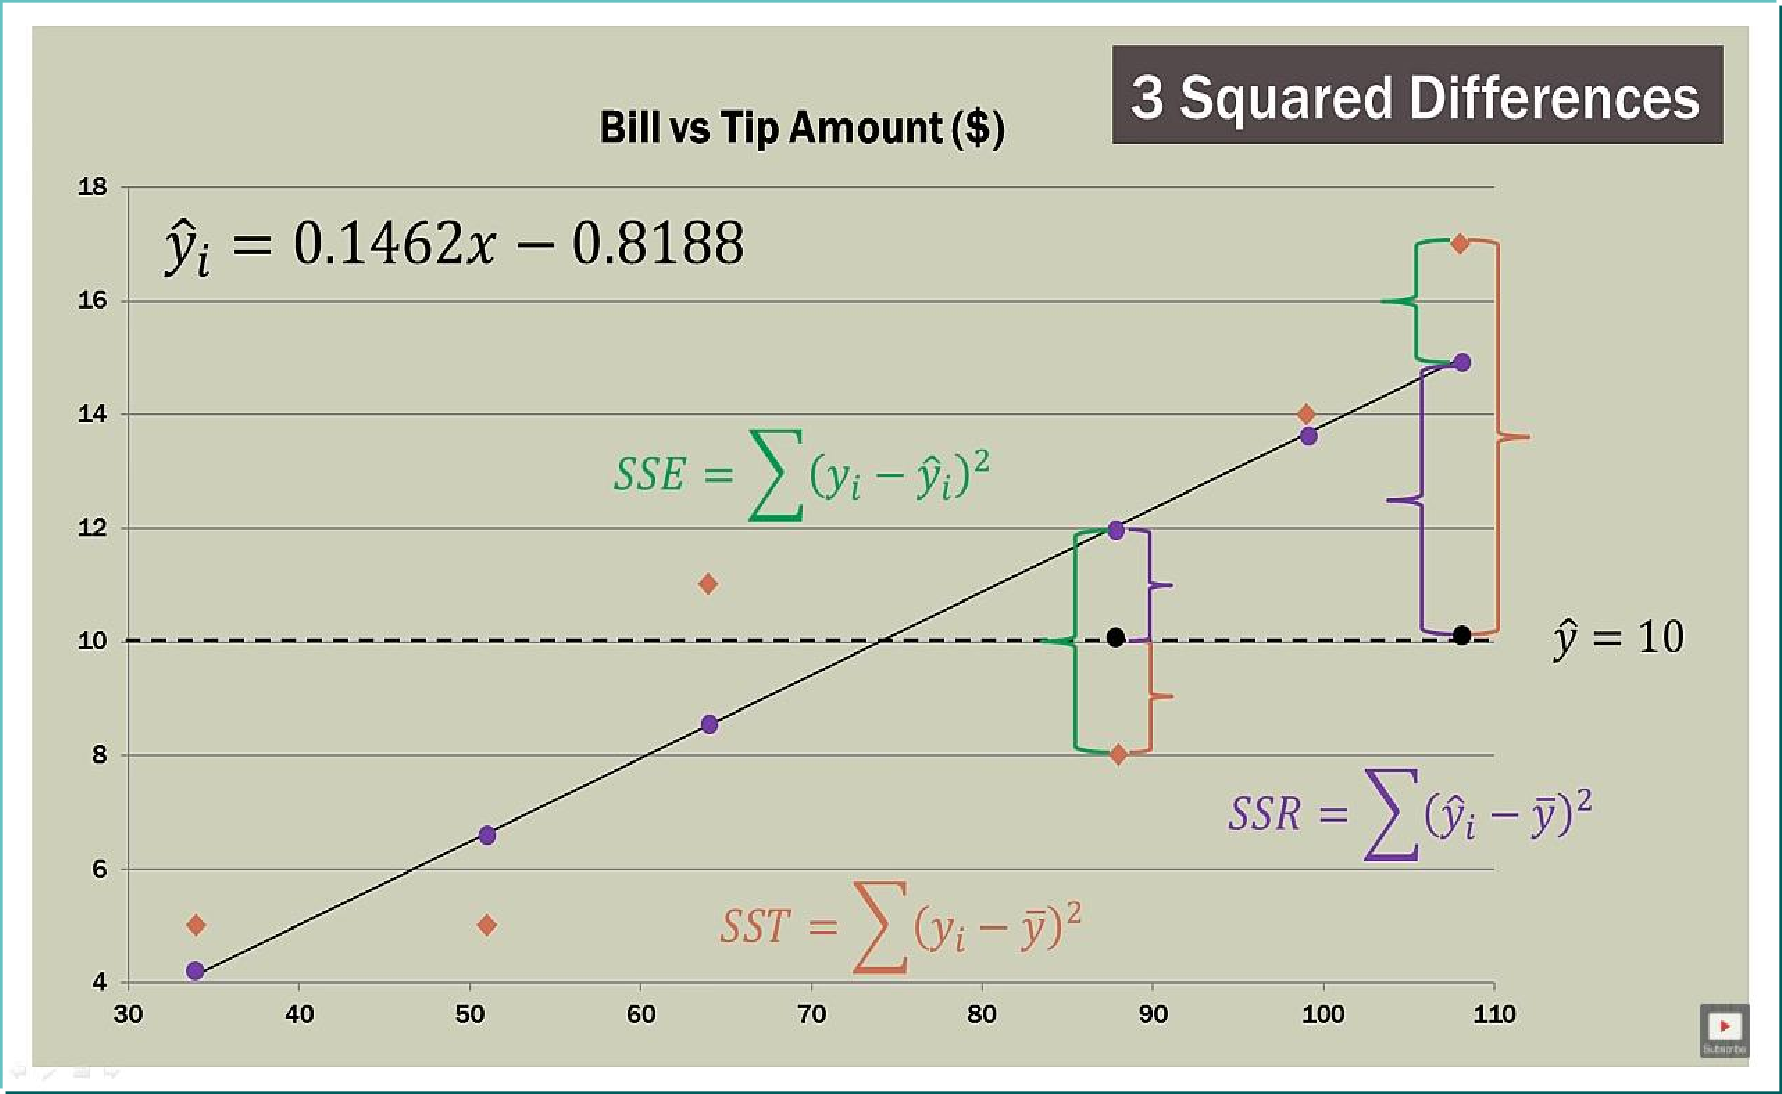 3 Squared Differences
Bill vs Tip Amount ($)
18
ŷᵢ = 0.1462x − 0.8188
16
14
SSE = ∑(yᵢ − ŷᵢ)²
12
10
ŷ = 10
8
SSR = ∑(ŷᵢ − ȳ)²
6
SST = ∑(yᵢ − ȳ)²
4
30 40 50 60 70 80 90 100 110
Subscribe